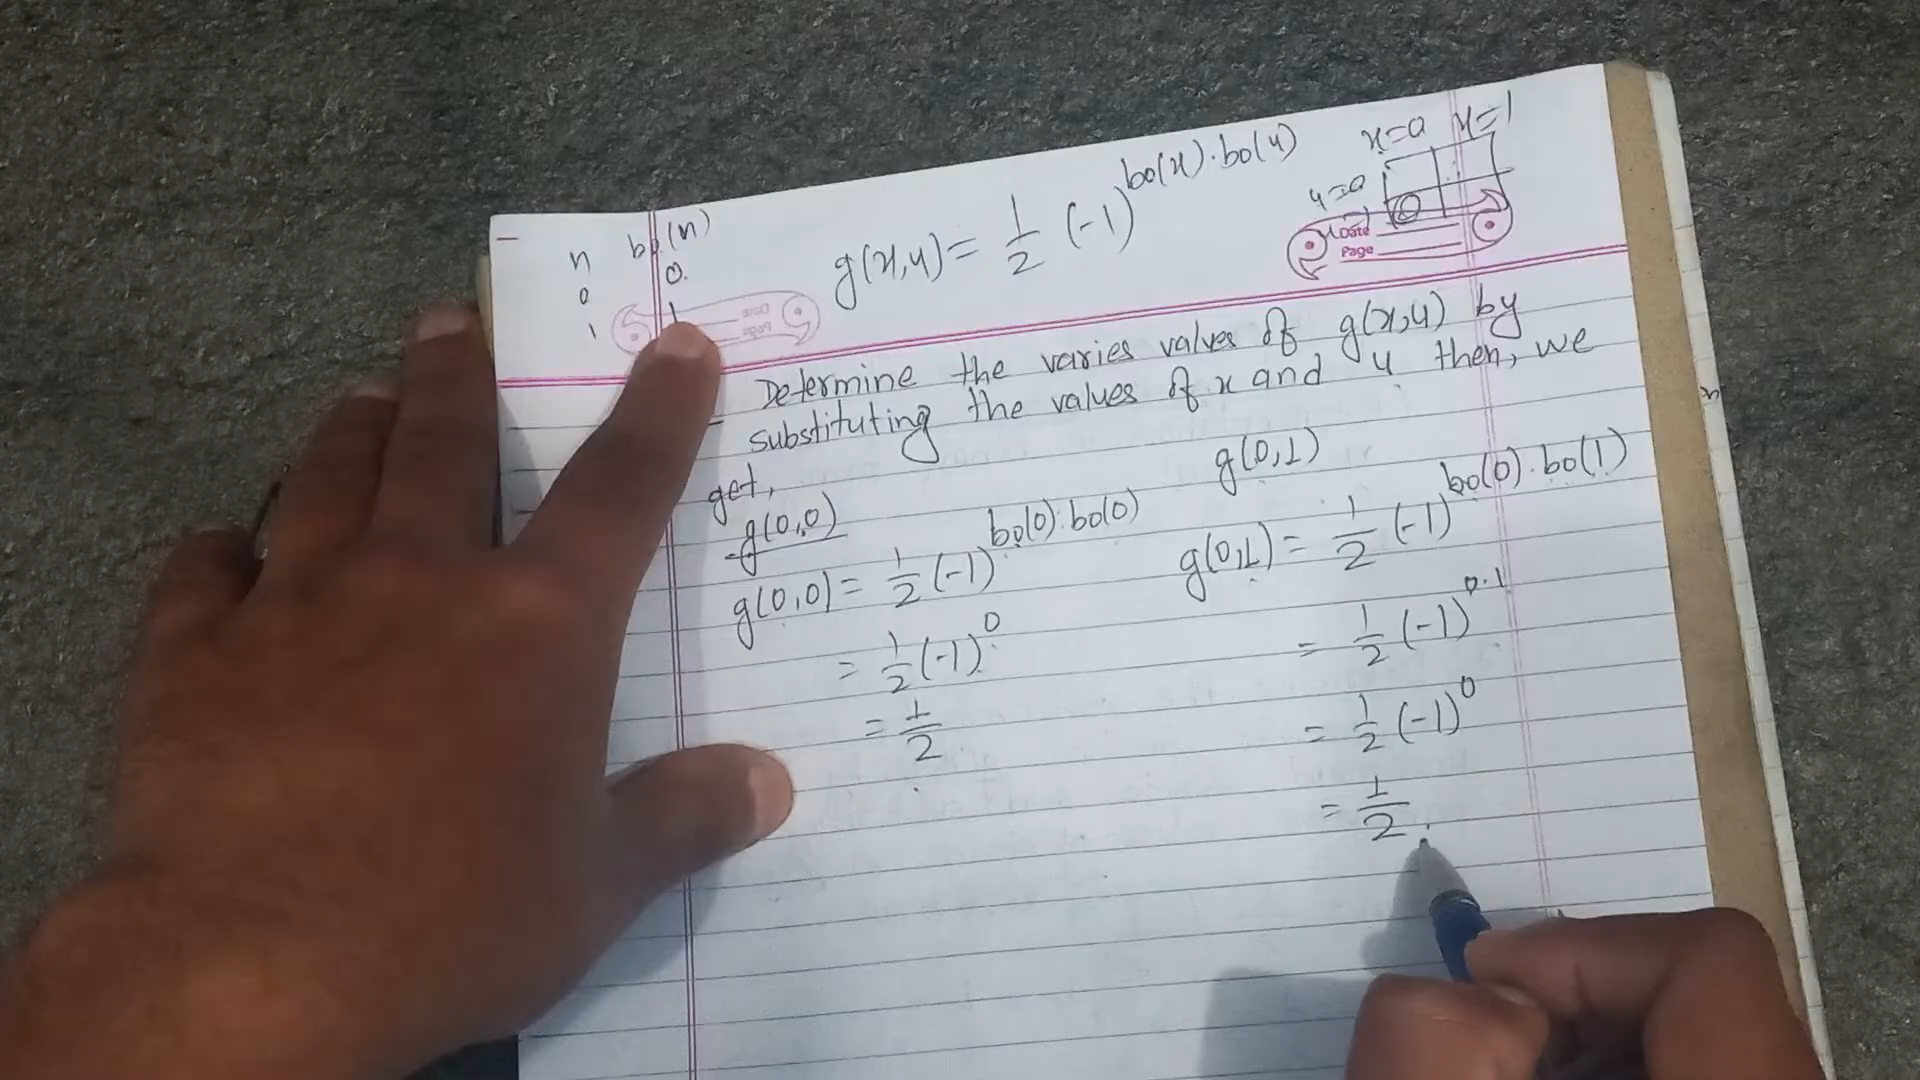 n b₀(n)
0 0
1 1
g(x,u) = 1/2 (-1)^b₀(x)·b₀(u)
x=0 u=1
u=0
Date
Page
Determine the varies values of g(x,u) by
substituting the values of x and u then, we
get,
g(0,0)
g(0,0) = 1/2 (-1)^b₀(0)·b₀(0)
= 1/2 (-1)^0
= 1/2
g(0,1)
g(0,1) = 1/2 (-1)^b₀(0)·b₀(1)
= 1/2 (-1)^0·1
= 1/2 (-1)^0
= 1/2